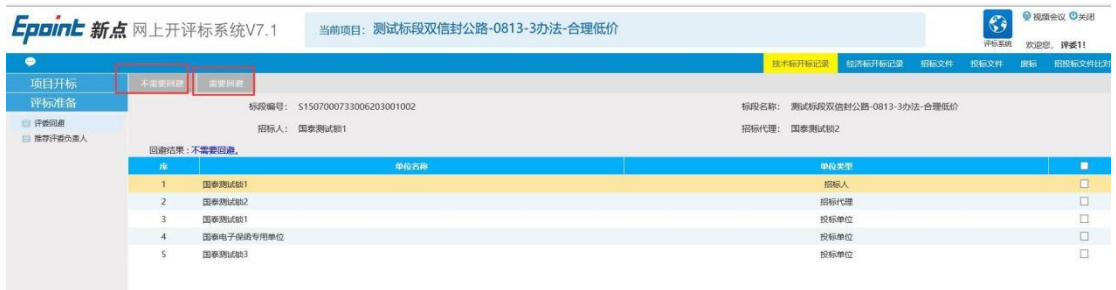 Epoint 新点 网上开评标系统V7.1
当前项目：测试标段双信封公路-0813-3办法-合理低价
评标系统
视频会议 关闭
欢迎您, 评委1!
技术标开标记录 经济标开标记录 招标文件 投标文件 废标 招投标文件比对
项目开标
评标准备
评委回避
推荐评委负责人
不需要回避 需要回避
标段编号： S1507000733006203001002 标段名称： 测试标段双信封公路-0813-3办法-合理低价
招标人： 国泰测试锁1 招标代理： 国泰测试锁2
回避结果：不需要回避。
序 单位名称 单位类型
1 国泰测试锁1 招标人
2 国泰测试锁2 招标代理
3 国泰测试锁1 投标单位
4 国泰电子保函专用单位 投标单位
5 国泰测试锁3 投标单位